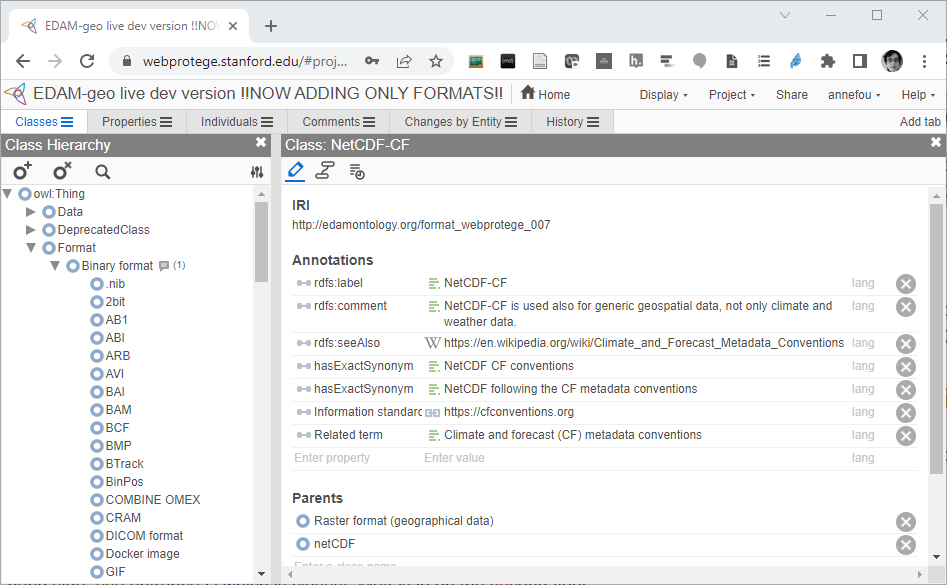 EDAM-geo live dev version !!NOW
webprotege.stanford.edu/#proj...
EDAM-geo live dev version !!NOW ADDING ONLY FORMATS!!
Home
Display
Project
Share
annefou
Help
Classes
Properties
Individuals
Comments
Changes by Entity
History
Add tab
Class Hierarchy
owl:Thing
Data
DeprecatedClass
Format
Binary format (1)
.nib
2bit
AB1
ABI
ARB
AVI
BAI
BAM
BCF
BMP
BTrack
BinPos
COMBINE OMEX
CRAM
DICOM format
Docker image
GIF
Class: NetCDF-CF
IRI
http://edamontology.org/format_webprotege_007
Annotations
rdfs:label NetCDF-CF lang
rdfs:comment NetCDF-CF is used also for generic geospatial data, not only climate and lang
weather data.
rdfs:seeAlso https://en.wikipedia.org/wiki/Climate_and_Forecast_Metadata_Conventions lang
hasExactSynonym NetCDF CF conventions lang
hasExactSynonym NetCDF following the CF metadata conventions lang
Information standard https://cfconventions.org lang
Related term Climate and forecast (CF) metadata conventions lang
Enter property Enter value lang
Parents
Raster format (geographical data)
netCDF
Enter a class name